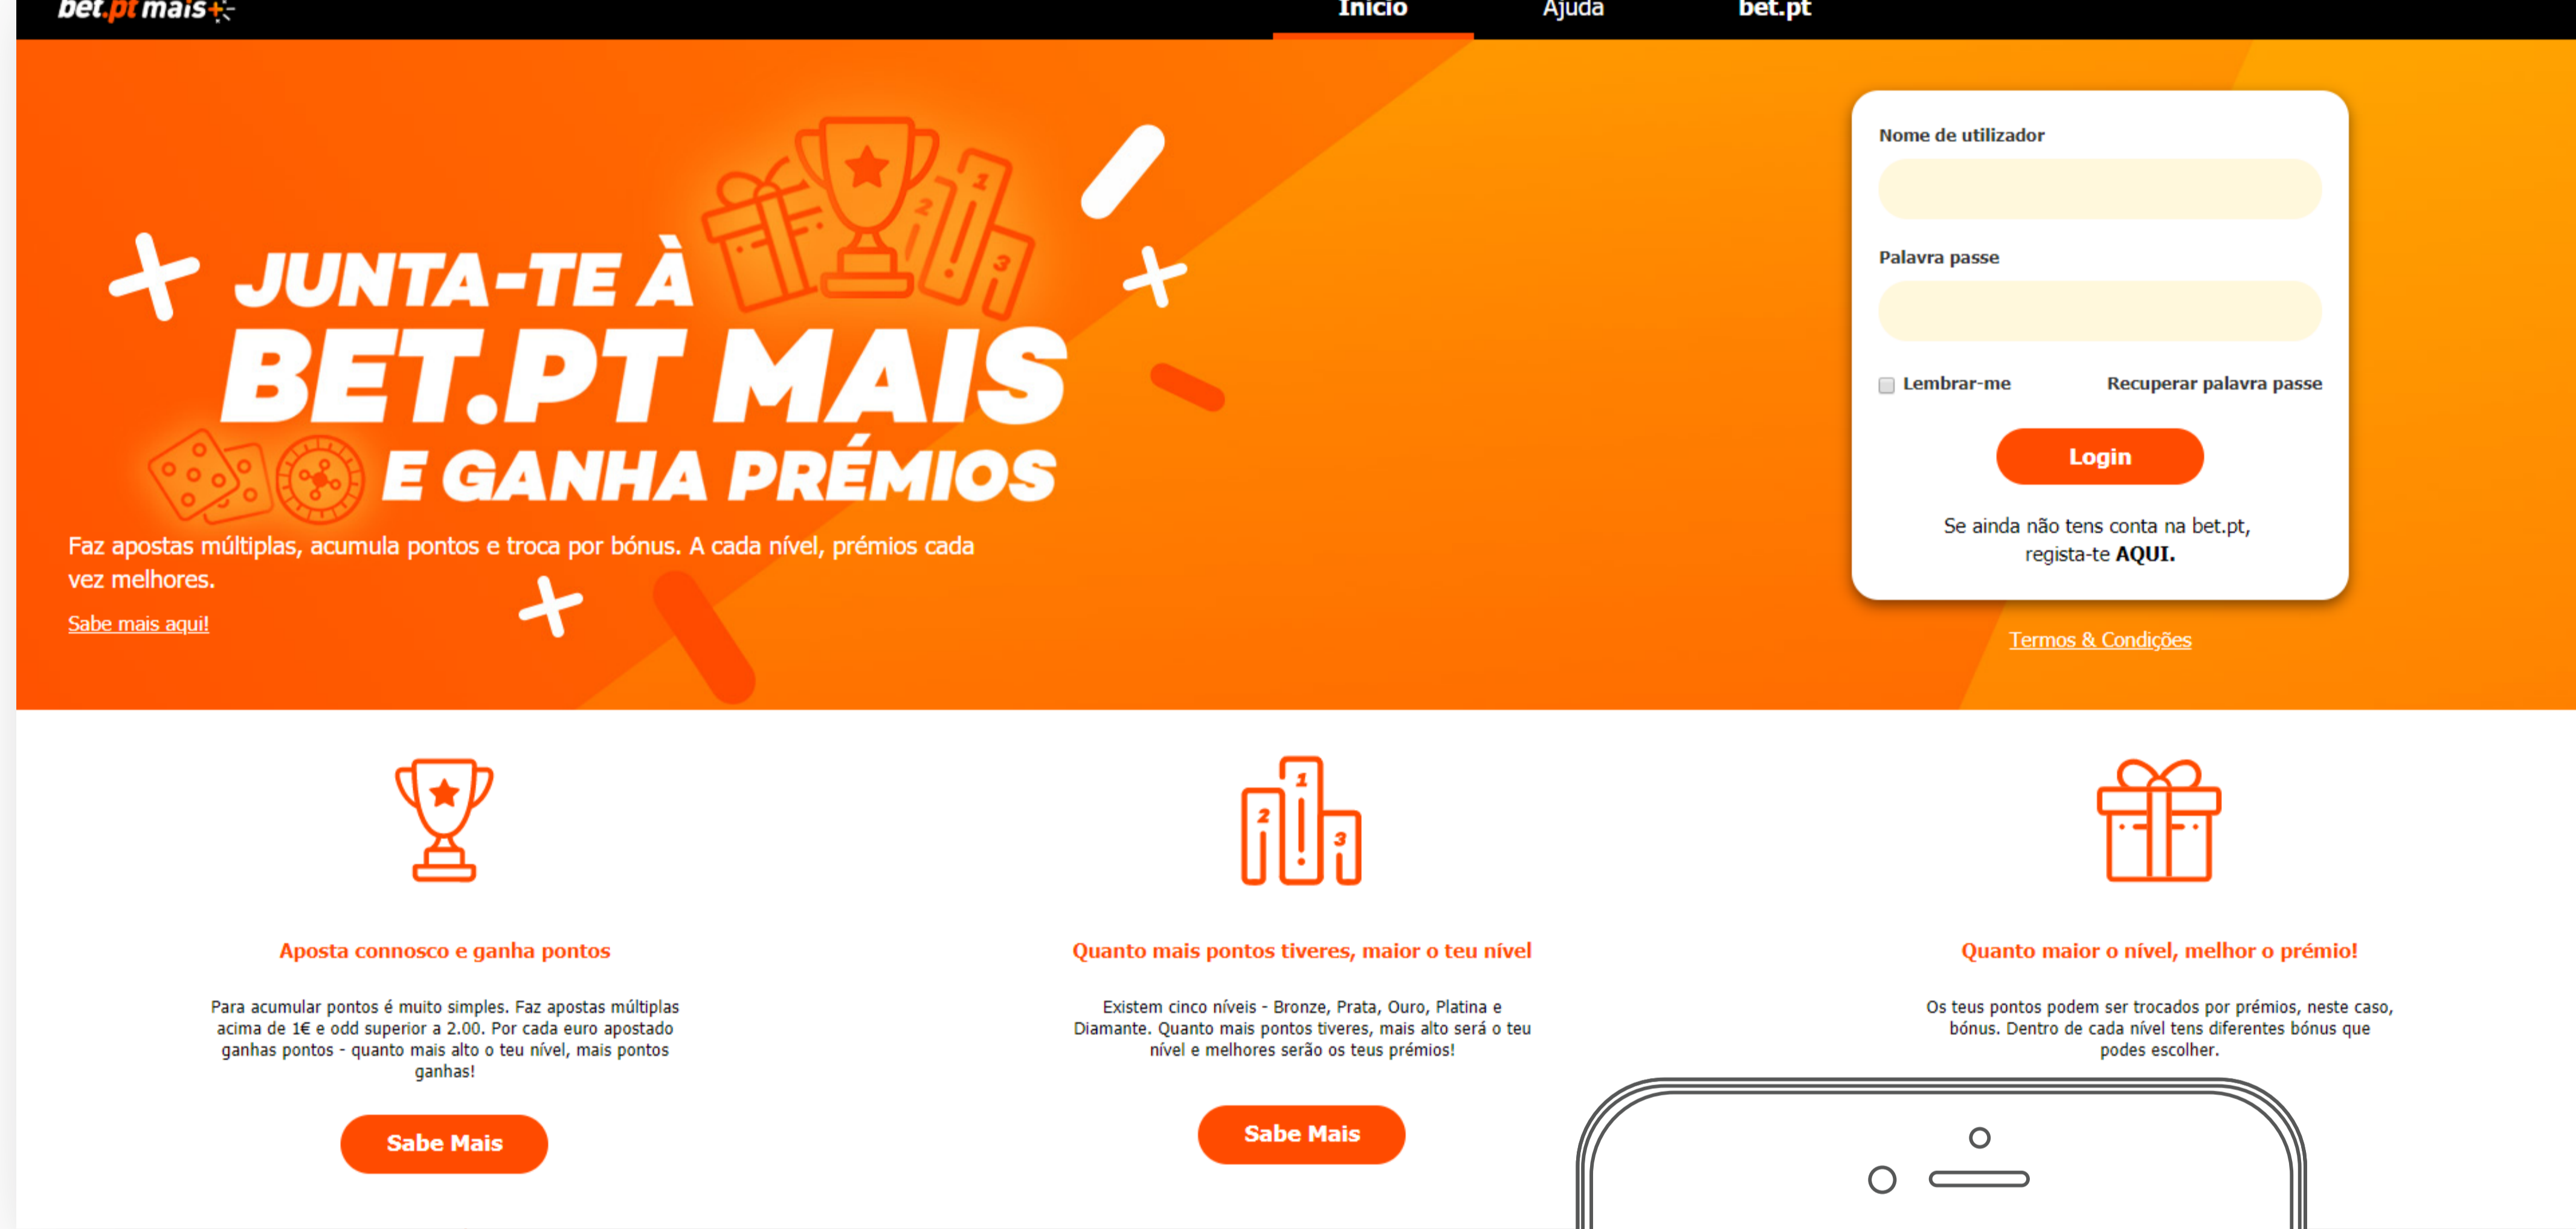 bet.pt mais+
Início
Ajuda
bet.pt
JUNTA-TE À
BET.PT MAIS
E GANHA PRÉMIOS
1
2
3
Faz apostas múltiplas, acumula pontos e troca por bónus. A cada nível, prémios cada
vez melhores.
Sabe mais aqui!
Nome de utilizador
Palavra passe
Lembrar-me
Recuperar palavra passe
Login
Se ainda não tens conta na bet.pt,
regista-te AQUI.
Termos & Condições
Aposta connosco e ganha pontos
Para acumular pontos é muito simples. Faz apostas múltiplas
acima de 1€ e odd superior a 2.00. Por cada euro apostado
ganhas pontos - quanto mais alto o teu nível, mais pontos
ganhas!
Sabe Mais
1
2
3
Quanto mais pontos tiveres, maior o teu nível
Existem cinco níveis - Bronze, Prata, Ouro, Platina e
Diamante. Quanto mais pontos tiveres, mais alto será o teu
nível e melhores serão os teus prémios!
Sabe Mais
Quanto maior o nível, melhor o prémio!
Os teus pontos podem ser trocados por prémios, neste caso,
bónus. Dentro de cada nível tens diferentes bónus que
podes escolher.